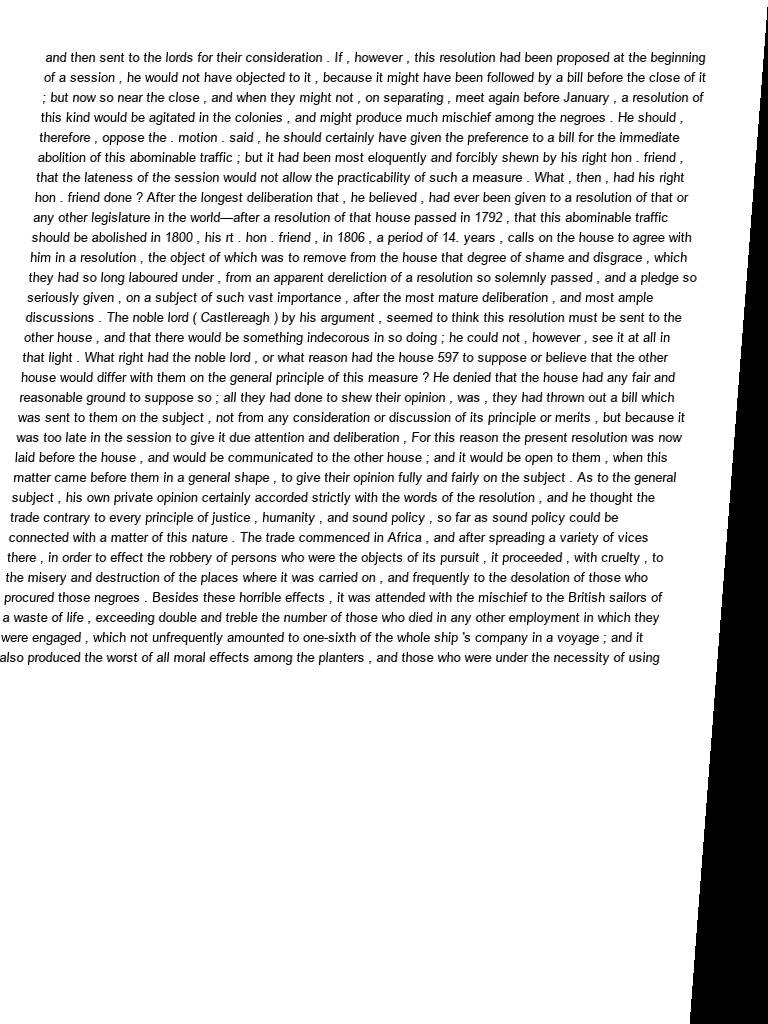 and then sent to the lords for their consideration . If , however , this resolution had been proposed at the beginning
of a session , he would not have objected to it , because it might have been followed by a bill before the close of it
; but now so near the close , and when they might not , on separating , meet again before January , a resolution of
this kind would be agitated in the colonies , and might produce much mischief among the negroes . He should ,
therefore , oppose the . motion . said , he should certainly have given the preference to a bill for the immediate
abolition of this abominable traffic ; but it had been most eloquently and forcibly shewn by his right hon . friend ,
that the lateness of the session would not allow the practicability of such a measure . What , then , had his right
hon . friend done ? After the longest deliberation that , he believed , had ever been given to a resolution of that or
any other legislature in the world—after a resolution of that house passed in 1792 , that this abominable traffic
should be abolished in 1800 , his rt . hon . friend , in 1806 , a period of 14. years , calls on the house to agree with
him in a resolution , the object of which was to remove from the house that degree of shame and disgrace , which
they had so long laboured under , from an apparent dereliction of a resolution so solemnly passed , and a pledge so
seriously given , on a subject of such vast importance , after the most mature deliberation , and most ample
discussions . The noble lord ( Castlereagh ) by his argument , seemed to think this resolution must be sent to the
other house , and that there would be something indecorous in so doing ; he could not , however , see it at all in
that light . What right had the noble lord , or what reason had the house 597 to suppose or believe that the other
house would differ with them on the general principle of this measure ? He denied that the house had any fair and
reasonable ground to suppose so ; all they had done to shew their opinion , was , they had thrown out a bill which
was sent to them on the subject , not from any consideration or discussion of its principle or merits , but because it
was too late in the session to give it due attention and deliberation , For this reason the present resolution was now
laid before the house , and would be communicated to the other house ; and it would be open to them , when this
matter came before them in a general shape , to give their opinion fully and fairly on the subject . As to the general
subject , his own private opinion certainly accorded strictly with the words of the resolution , and he thought the
trade contrary to every principle of justice , humanity , and sound policy , so far as sound policy could be
connected with a matter of this nature . The trade commenced in Africa , and after spreading a variety of vices
there , in order to effect the robbery of persons who were the objects of its pursuit , it proceeded , with cruelty , to
the misery and destruction of the places where it was carried on , and frequently to the desolation of those who
procured those negroes . Besides these horrible effects , it was attended with the mischief to the British sailors of
a waste of life , exceeding double and treble the number of those who died in any other employment in which they
were engaged , which not unfrequently amounted to one-sixth of the whole ship 's company in a voyage ; and it
also produced the worst of all moral effects among the planters , and those who were under the necessity of using